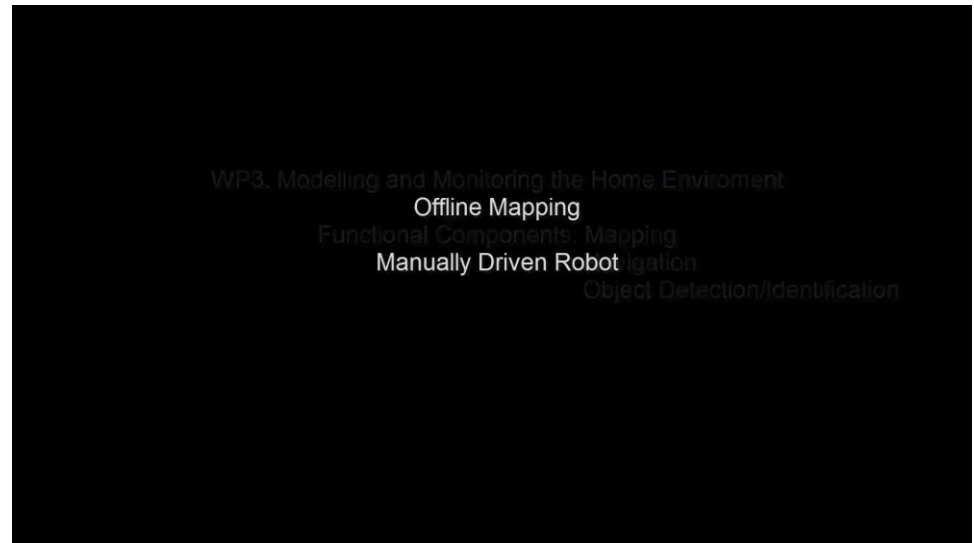 WP3. Modelling and Monitoring the Home Enviroment
Offline Mapping
Functional Components: Mapping
Manually Driven Robot
Object Detection/Identification